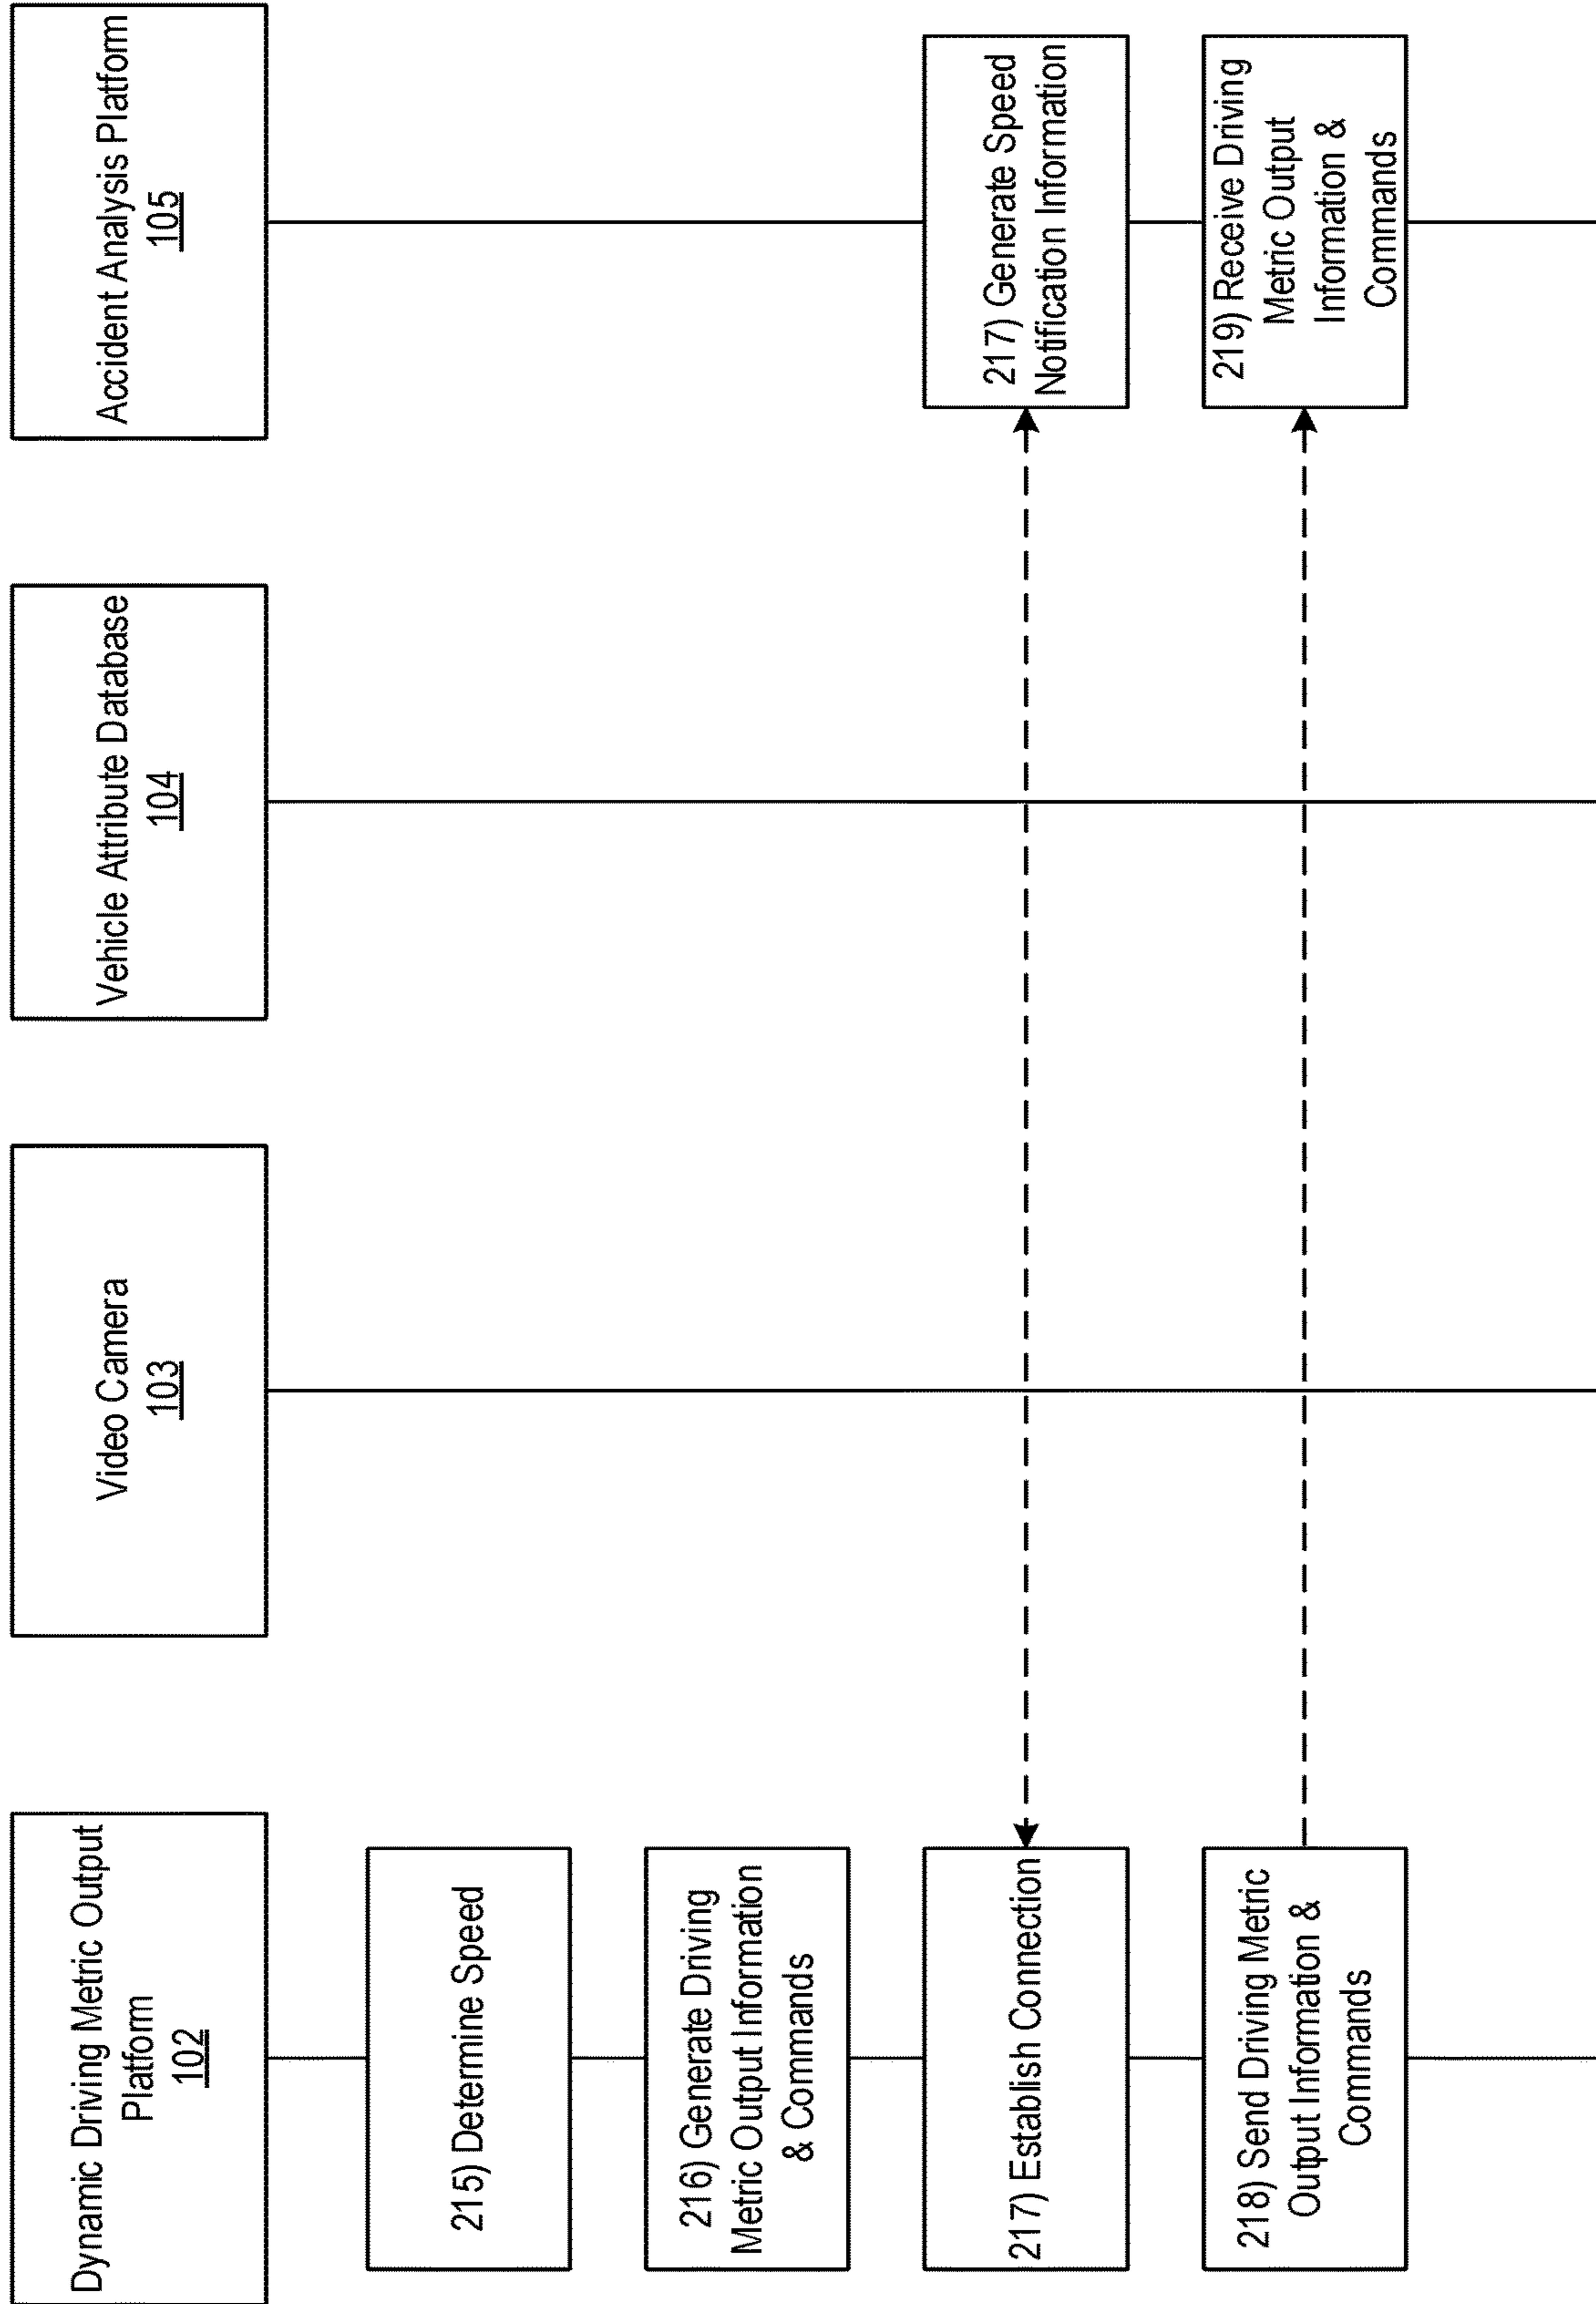 Dynamic Driving Metric Output
Platform
102
Video Camera
103
Vehicle Attribute Database
104
Accident Analysis Platform
105
215) Determine Speed
216) Generate Driving
Metric Output Information
& Commands
217) Establish Connection
217) Generate Speed
Notification Information
218) Send Driving Metric
Output Information &
Commands
219) Receive Driving
Metric Output
Information &
Commands